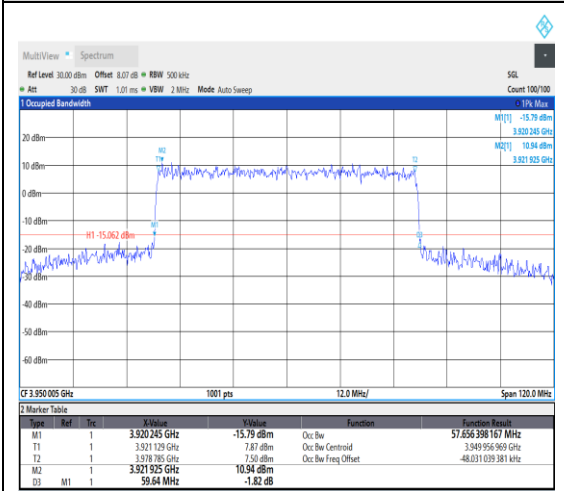 MultiView Spectrum
Ref Level 30.00 dBm Offset 8.07 dB RBW 500 kHz SGL
Att 30 dB SWT 1.01 ms VBW 2 MHz Mode Auto Sweep Count 100/100
1 Occupied Bandwidth 1Pk Max
M1[1] -15.79 dBm
3.920 245 GHz
M2[1] 10.94 dBm
3.921 925 GHz
20 dBm
M2
T1 T2
10 dBm
0 dBm
-10 dBm
M1
H1 -15.062 dBm
D3
-20 dBm
-30 dBm
-40 dBm
-50 dBm
-60 dBm
CF 3.950 005 GHz 1001 pts 12.0 MHz/ Span 120.0 MHz
2 Marker Table
Type Ref Trc X-Value Y-Value Function Function Result
M1 1 3.920 245 GHz -15.79 dBm Occ Bw 57.656 398 167 MHz
T1 1 3.921 129 GHz 7.87 dBm Occ Bw Centroid 3.949 956 969 GHz
T2 1 3.978 785 GHz 7.50 dBm Occ Bw Freq Offset -48.031 039 381 kHz
M2 1 3.921 925 GHz 10.94 dBm
D3 M1 1 59.64 MHz -1.82 dB